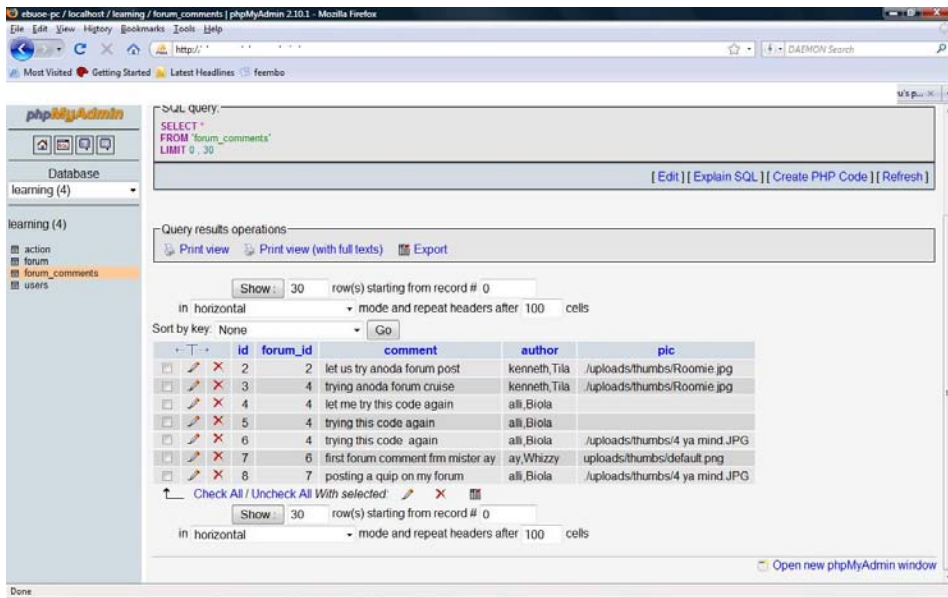 ebuoe-pc / localhost / learning / forum_comments | phpMyAdmin 2.10.1 - Mozilla Firefox
File Edit View History Bookmarks Tools Help
http://
DAEMON Search
Most Visited Getting Started Latest Headlines feembo
u's p...
phpMyAdmin
Database
learning (4)
learning (4)
action
forum
forum_comments
users
SQL query:
SELECT *
FROM `forum_comments`
LIMIT 0 , 30
[ Edit ] [ Explain SQL ] [ Create PHP Code ] [ Refresh ]
Query results operations
Print view Print view (with full texts) Export
Show : 30 row(s) starting from record # 0
in horizontal mode and repeat headers after 100 cells
Sort by key: None Go
←T→ id forum_id comment author pic
2 2 let us try anoda forum post kenneth,Tila ./uploads/thumbs/Roomie.jpg
3 4 trying anoda forum cruise kenneth,Tila ./uploads/thumbs/Roomie.jpg
4 4 let me try this code again alli,Biola
5 4 trying this code again alli,Biola
6 4 trying this code again alli,Biola ./uploads/thumbs/4 ya mind.JPG
7 6 first forum comment frm mister ay ay,Whizzy uploads/thumbs/default.png
8 7 posting a quip on my forum alli,Biola ./uploads/thumbs/4 ya mind.JPG
Check All / Uncheck All With selected:
Show : 30 row(s) starting from record # 0
in horizontal mode and repeat headers after 100 cells
Open new phpMyAdmin window
Done